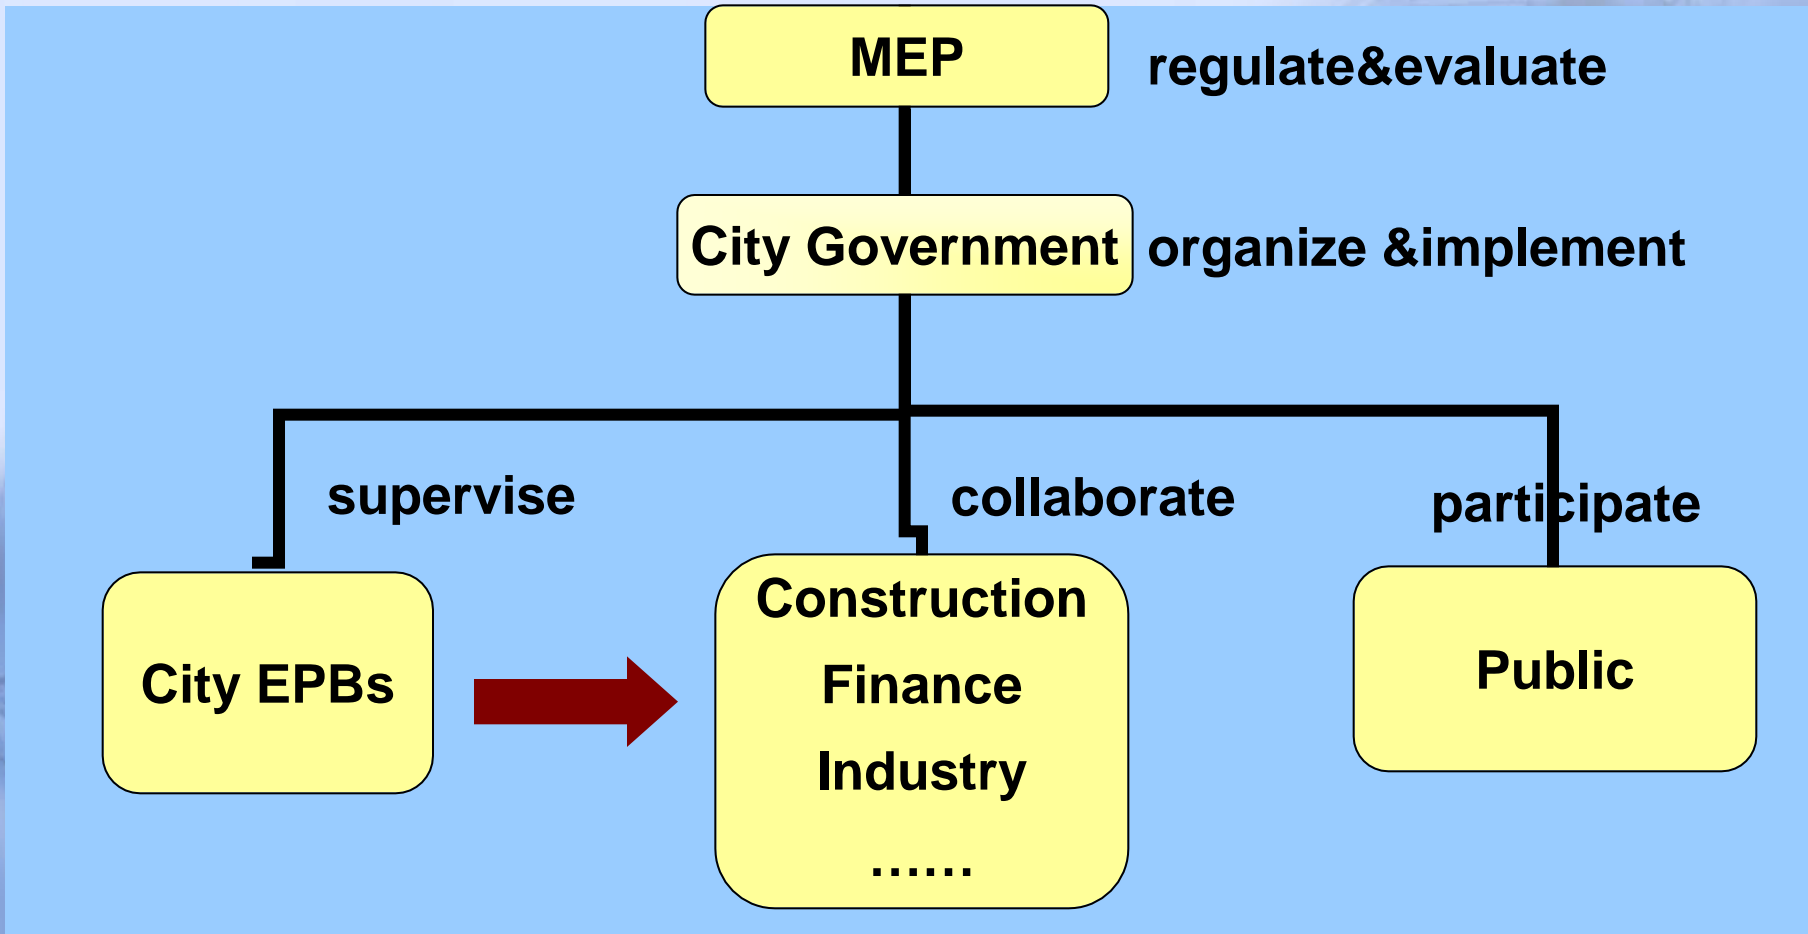 MEP
regulate&evaluate
City Government
organize &implement
supervise
collaborate
participate
City EPBs
Construction
Finance
Industry
……
Public